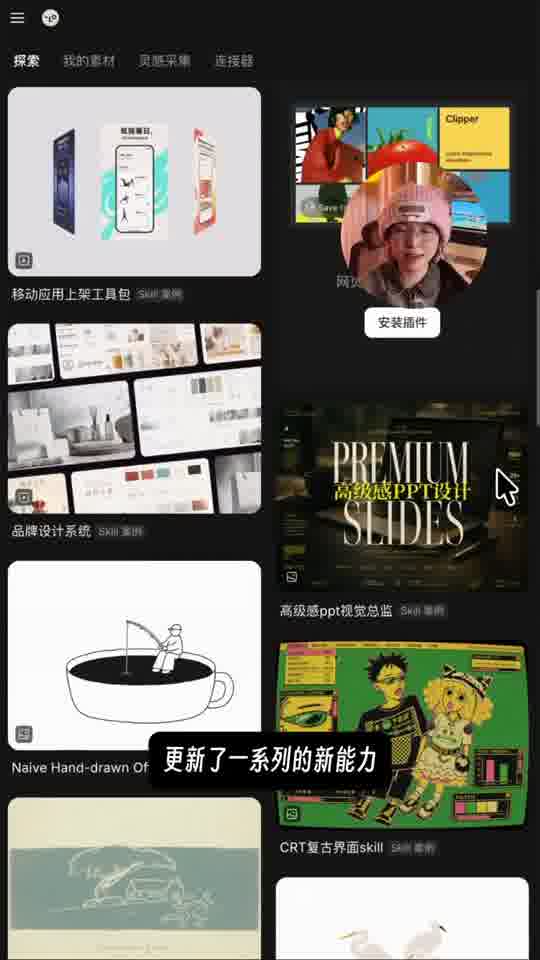 探索 我的素材 灵感采集 连接器
Clipper
Save t
网页
安装插件
移动应用上架工具包 Skill 案例
PREMIUM
高级感PPT设计
SLIDES
品牌设计系统 Skill 案例
高级感ppt视觉总监 Skill 案例
更新了一系列的新能力
Naive Hand-drawn Of
CRT复古界面skill Skill 案例